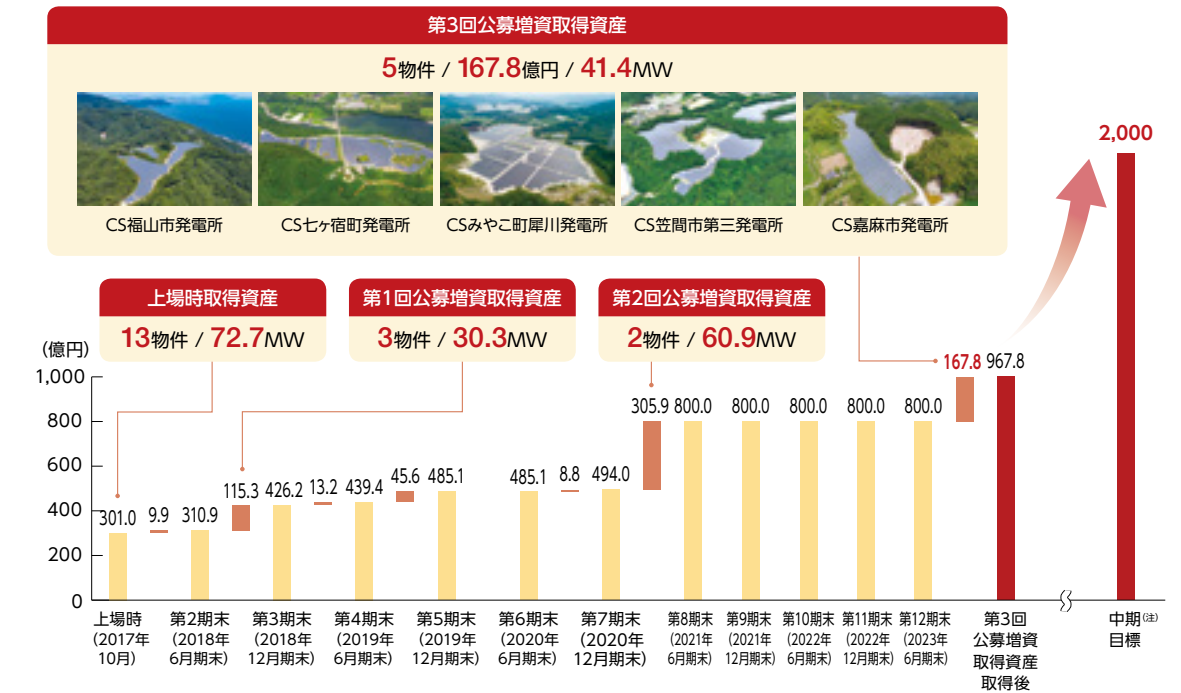 第3回公募増資取得資産
5物件 / 167.8億円 / 41.4MW
CS福山市発電所
CS七ヶ宿町発電所
CSみやこ町犀川発電所
CS笠間市第三発電所
CS嘉麻市発電所
2,000
上場時取得資産
13物件 / 72.7MW
第1回公募増資取得資産
3物件 / 30.3MW
第2回公募増資取得資産
2物件 / 60.9MW
(億円)
1,000
800
600
400
200
0
301.0
9.9
310.9
115.3
426.2
13.2
439.4
45.6
485.1
485.1
8.8
494.0
305.9
800.0
800.0
800.0
800.0
800.0
167.8
967.8
上場時
(2017年
10月)
第2期末
(2018年
6月期末)
第3期末
(2018年
12月期末)
第4期末
(2019年
6月期末)
第5期末
(2019年
12月期末)
第6期末
(2020年
6月期末)
第7期末
(2020年
12月期末)
第8期末
(2021年
6月期末)
第9期末
(2021年
12月期末)
第10期末
(2022年
6月期末)
第11期末
(2022年
12月期末)
第12期末
(2023年
6月期末)
第3回
公募増資
取得資産
取得後
中期(注)
目標